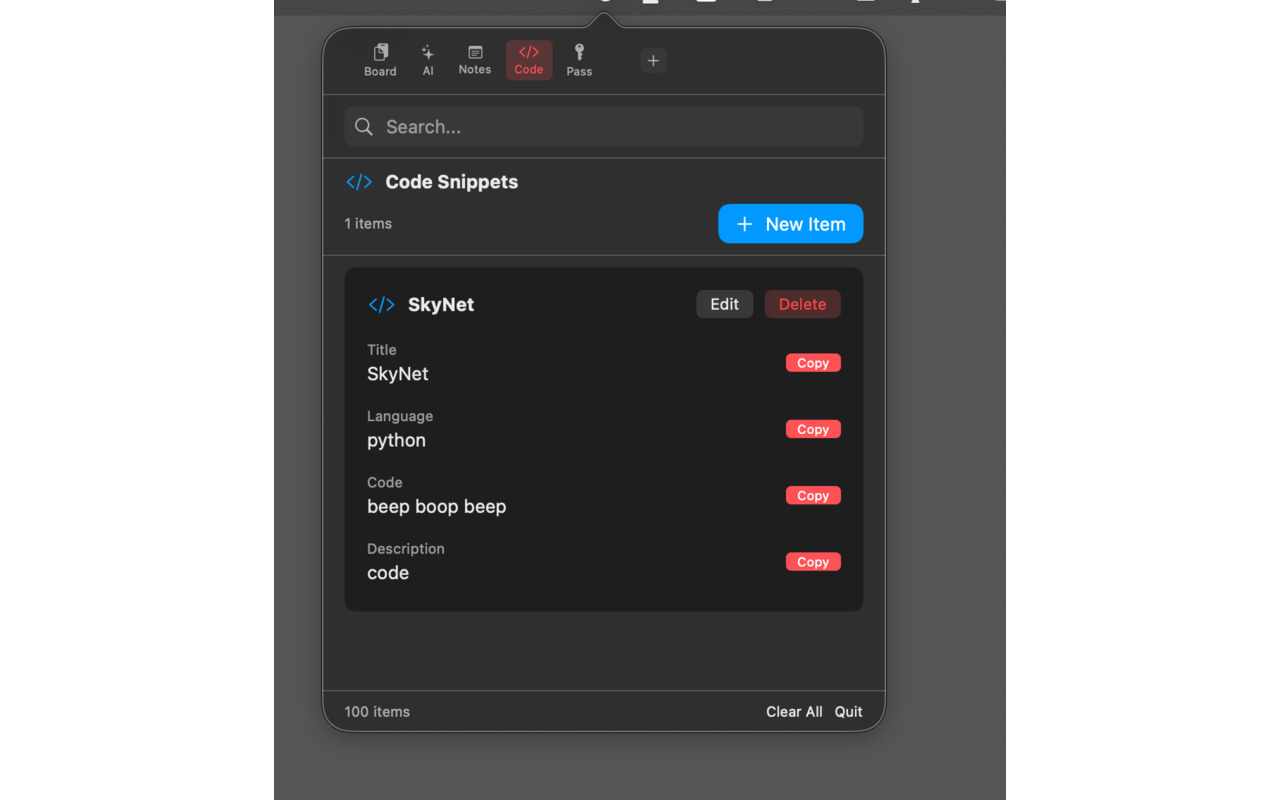 Board AI Notes Code Pass
Search...
Code Snippets
1 items
New Item
SkyNet
Edit Delete
Title
SkyNet
Copy
Language
python
Copy
Code
beep boop beep
Copy
Description
code
Copy
100 items
Clear All Quit